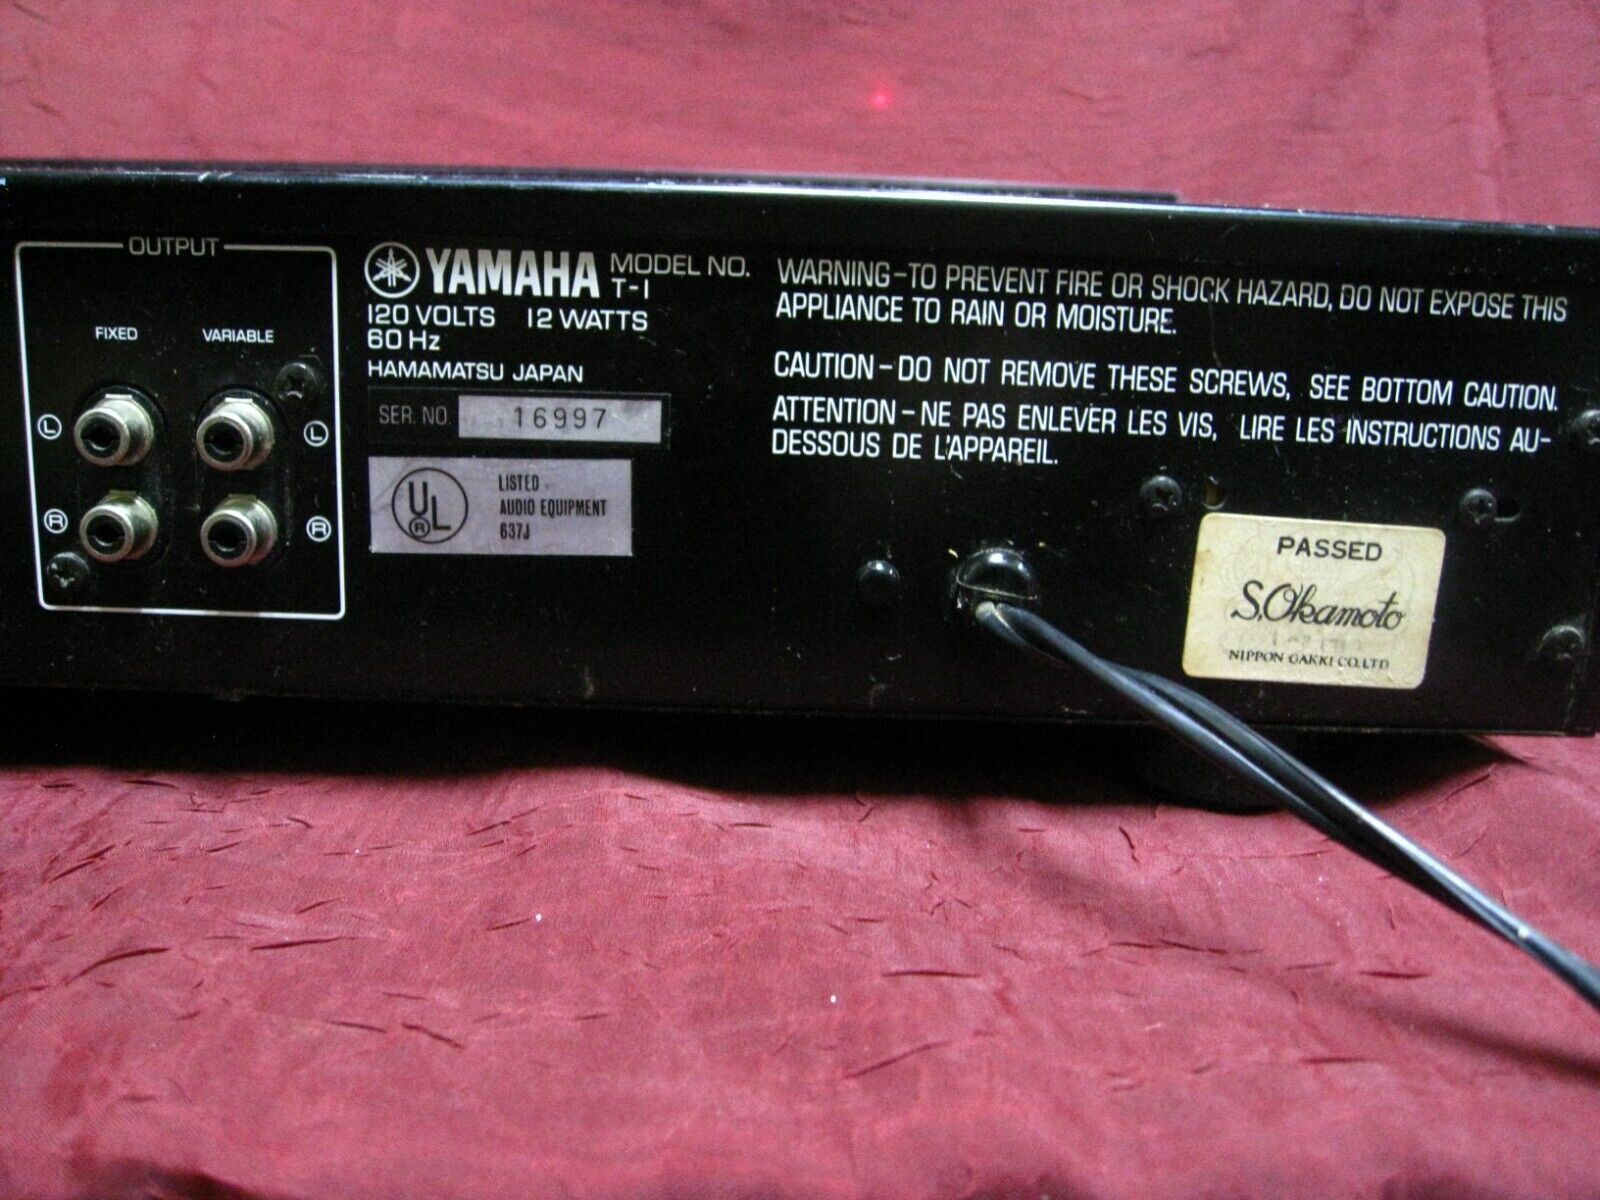 OUTPUT
FIXED VARIABLE
L L
R R
YAMAHA MODEL NO.
T-1
120 VOLTS 12 WATTS
60 Hz
HAMAMATSU JAPAN
SER. NO. 16997
UL
R
LISTED
AUDIO EQUIPMENT
637J
WARNING-TO PREVENT FIRE OR SHOCK HAZARD, DO NOT EXPOSE THIS
APPLIANCE TO RAIN OR MOISTURE.
CAUTION-DO NOT REMOVE THESE SCREWS, SEE BOTTOM CAUTION.
ATTENTION-NE PAS ENLEVER LES VIS, LIRE LES INSTRUCTIONS AU-
DESSOUS DE L'APPAREIL.
PASSED
S.Okamoto
NIPPON GAKKI CO.LTD